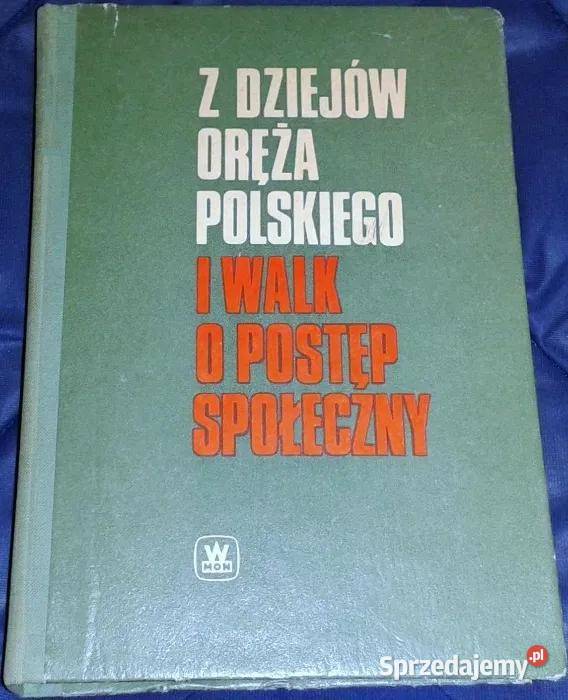 Z DZIEJÓW
ORĘŻA
POLSKIEGO
I WALK
O POSTĘP
SPOŁECZNY
W
MON
Sprzedajemy.pl